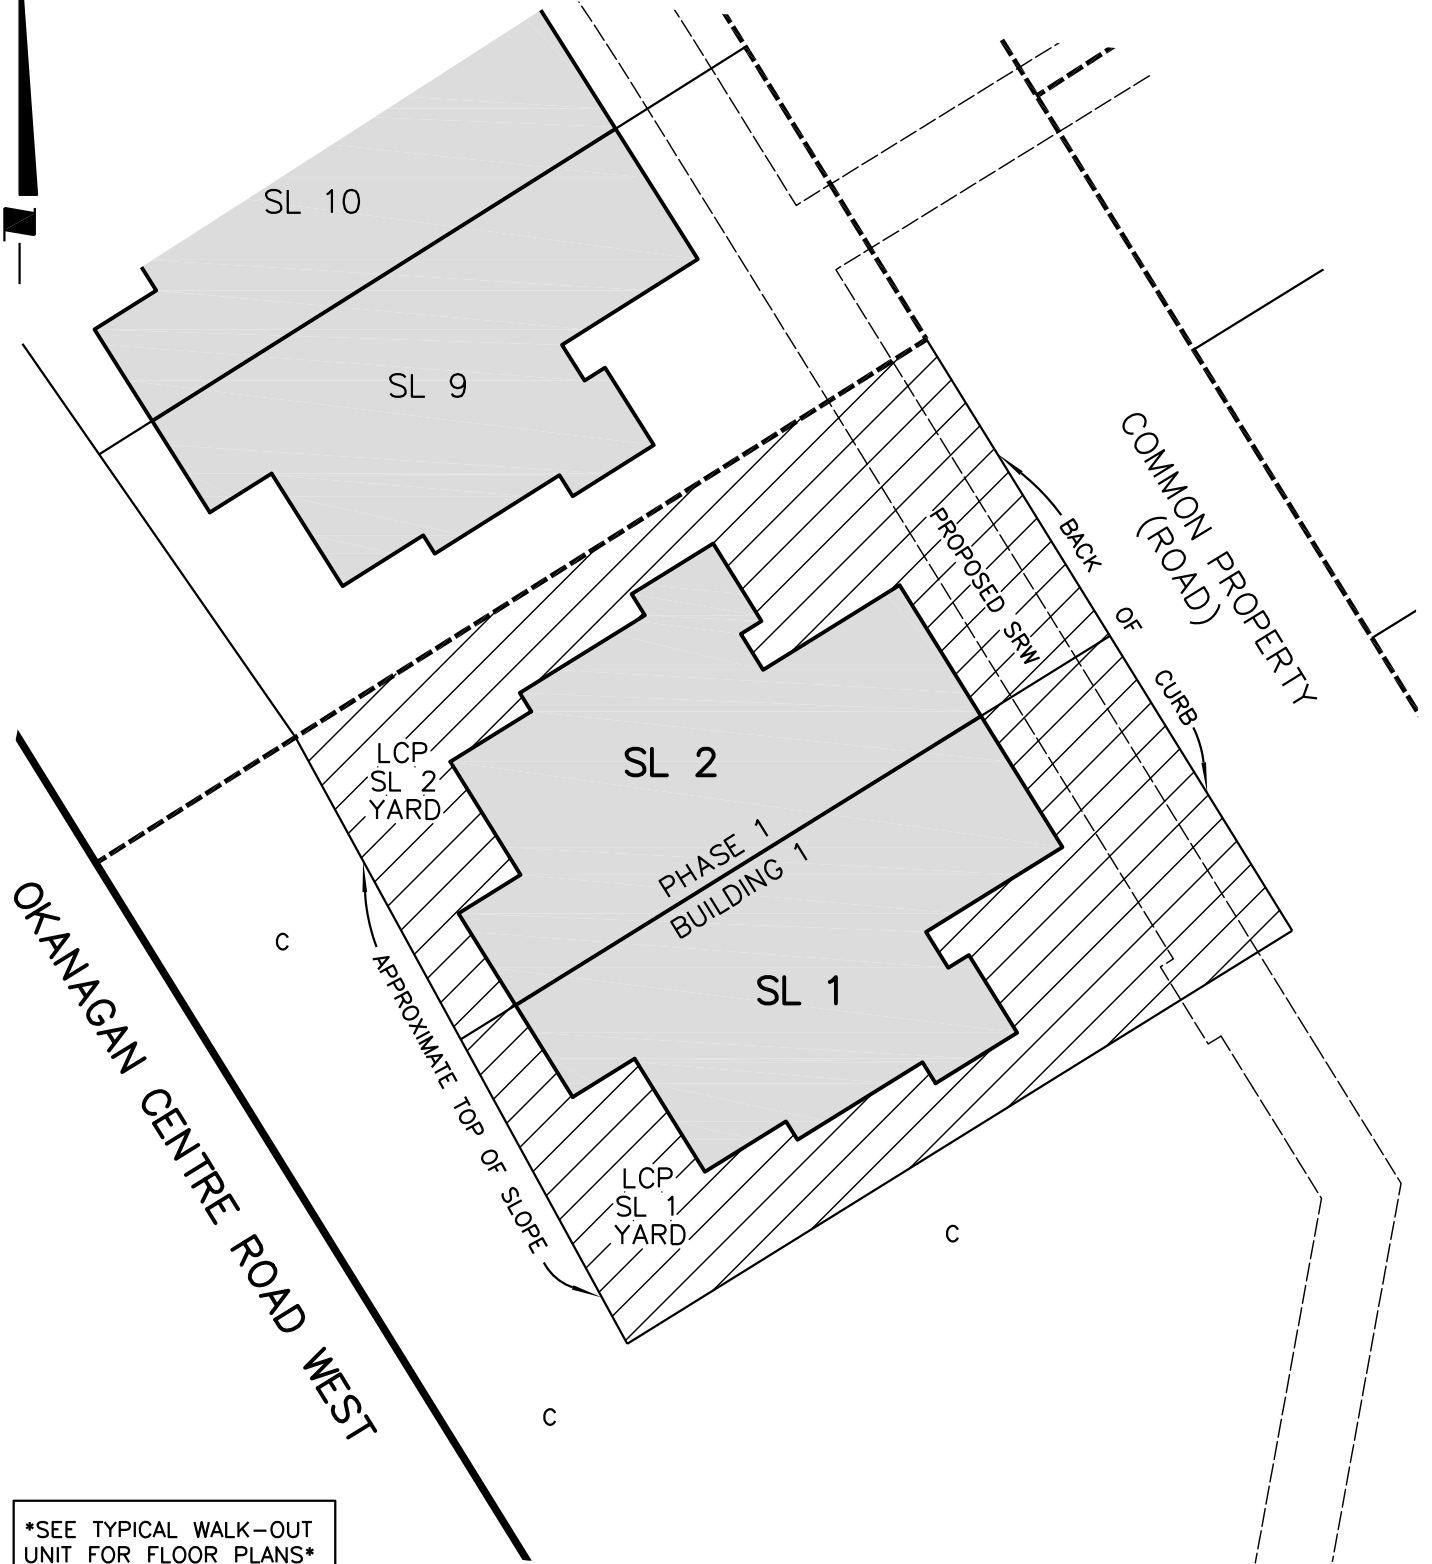 SL 10
SL 9
COMMON PROPERTY
(ROAD)
BACK OF CURB
PROPOSED SRW
LCP
SL 2
YARD
SL 2
PHASE 1
BUILDING 1
SL 1
C
APPROXIMATE TOP OF SLOPE
OKANAGAN CENTRE ROAD WEST
LCP
SL 1
YARD
C
C
*SEE TYPICAL WALK-OUT
UNIT FOR FLOOR PLANS*